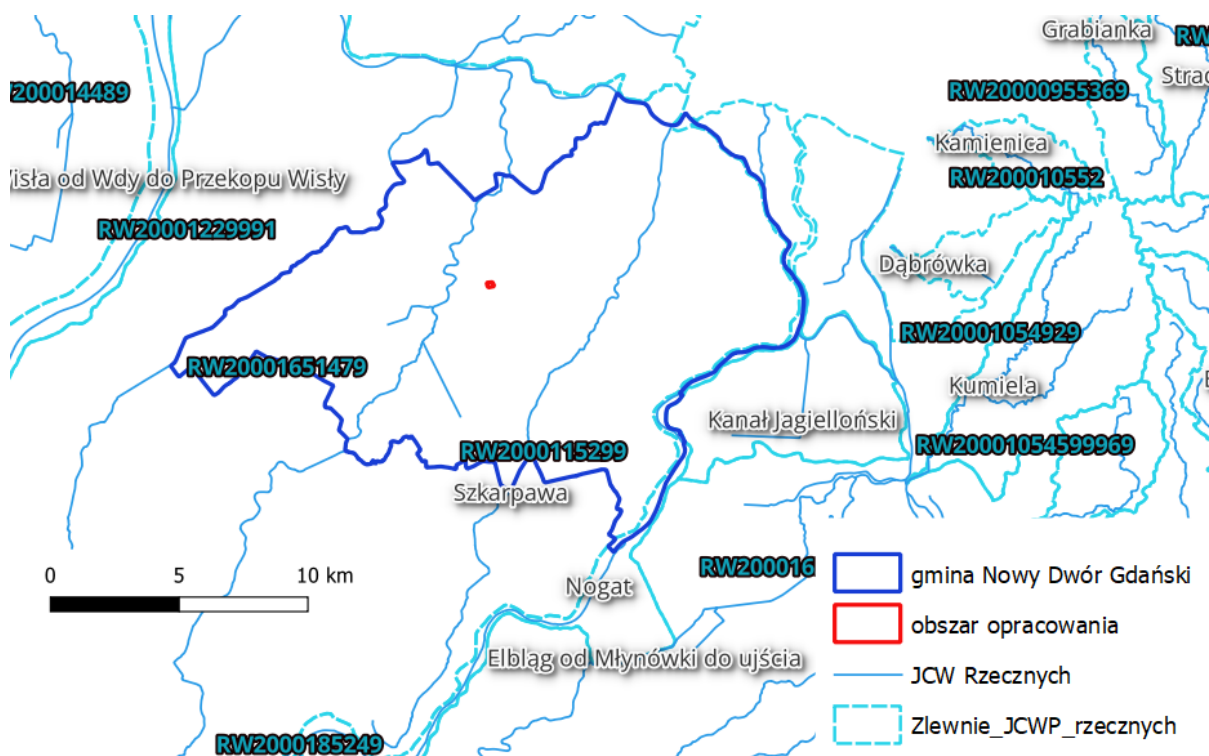 Grabianka
RW
Strad
RW20000955369
W200014489
Kamienica
RW200010552
Wisła od Wdy do Przekopu Wisły
RW20001229991
Dąbrówka
RW20001054929
RW20001651479
Kumiela
Kanał Jagielloński
RW20001054599969
RW2000115299
Szkarpawa
0 5 10 km
RW200016
Nogat
Elbląg od Młynówki do ujścia
RW2000185249
gmina Nowy Dwór Gdański
obszar opracowania
JCW Rzecznych
Zlewnie_JCWP_rzecznych